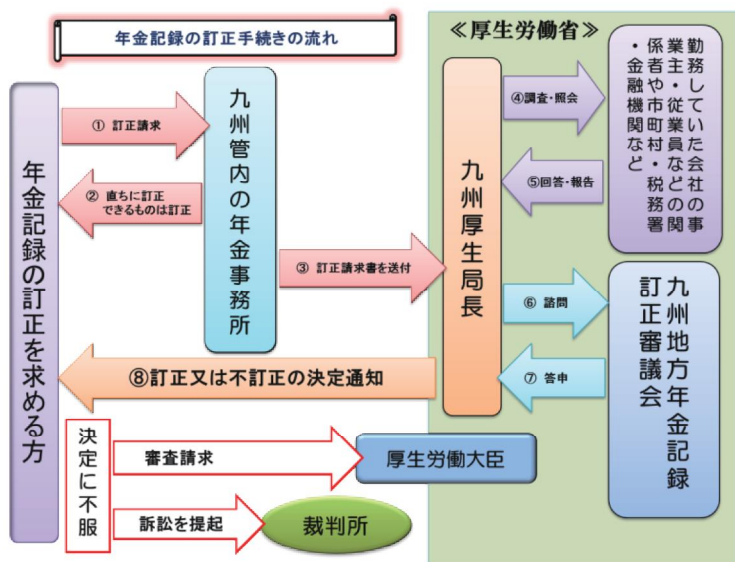 年金記録の訂正手続きの流れ
≪厚生労働省≫
年金記録の訂正を求める方
① 訂正請求
② 直ちに訂正
できるものは訂正
九州管内の年金事務所
③ 訂正請求書を送付
九州厚生局長
④調査・照会
⑤回答・報告
勤務していた会社の事
業主・従業員などの関
係者や市町村・税務署
・金融機関など
⑥ 諮問
⑦ 答申
九州地方年金記録
訂正審議会
⑧訂正又は不訂正の決定通知
決定に不服
審査請求
厚生労働大臣
訴訟を提起
裁判所